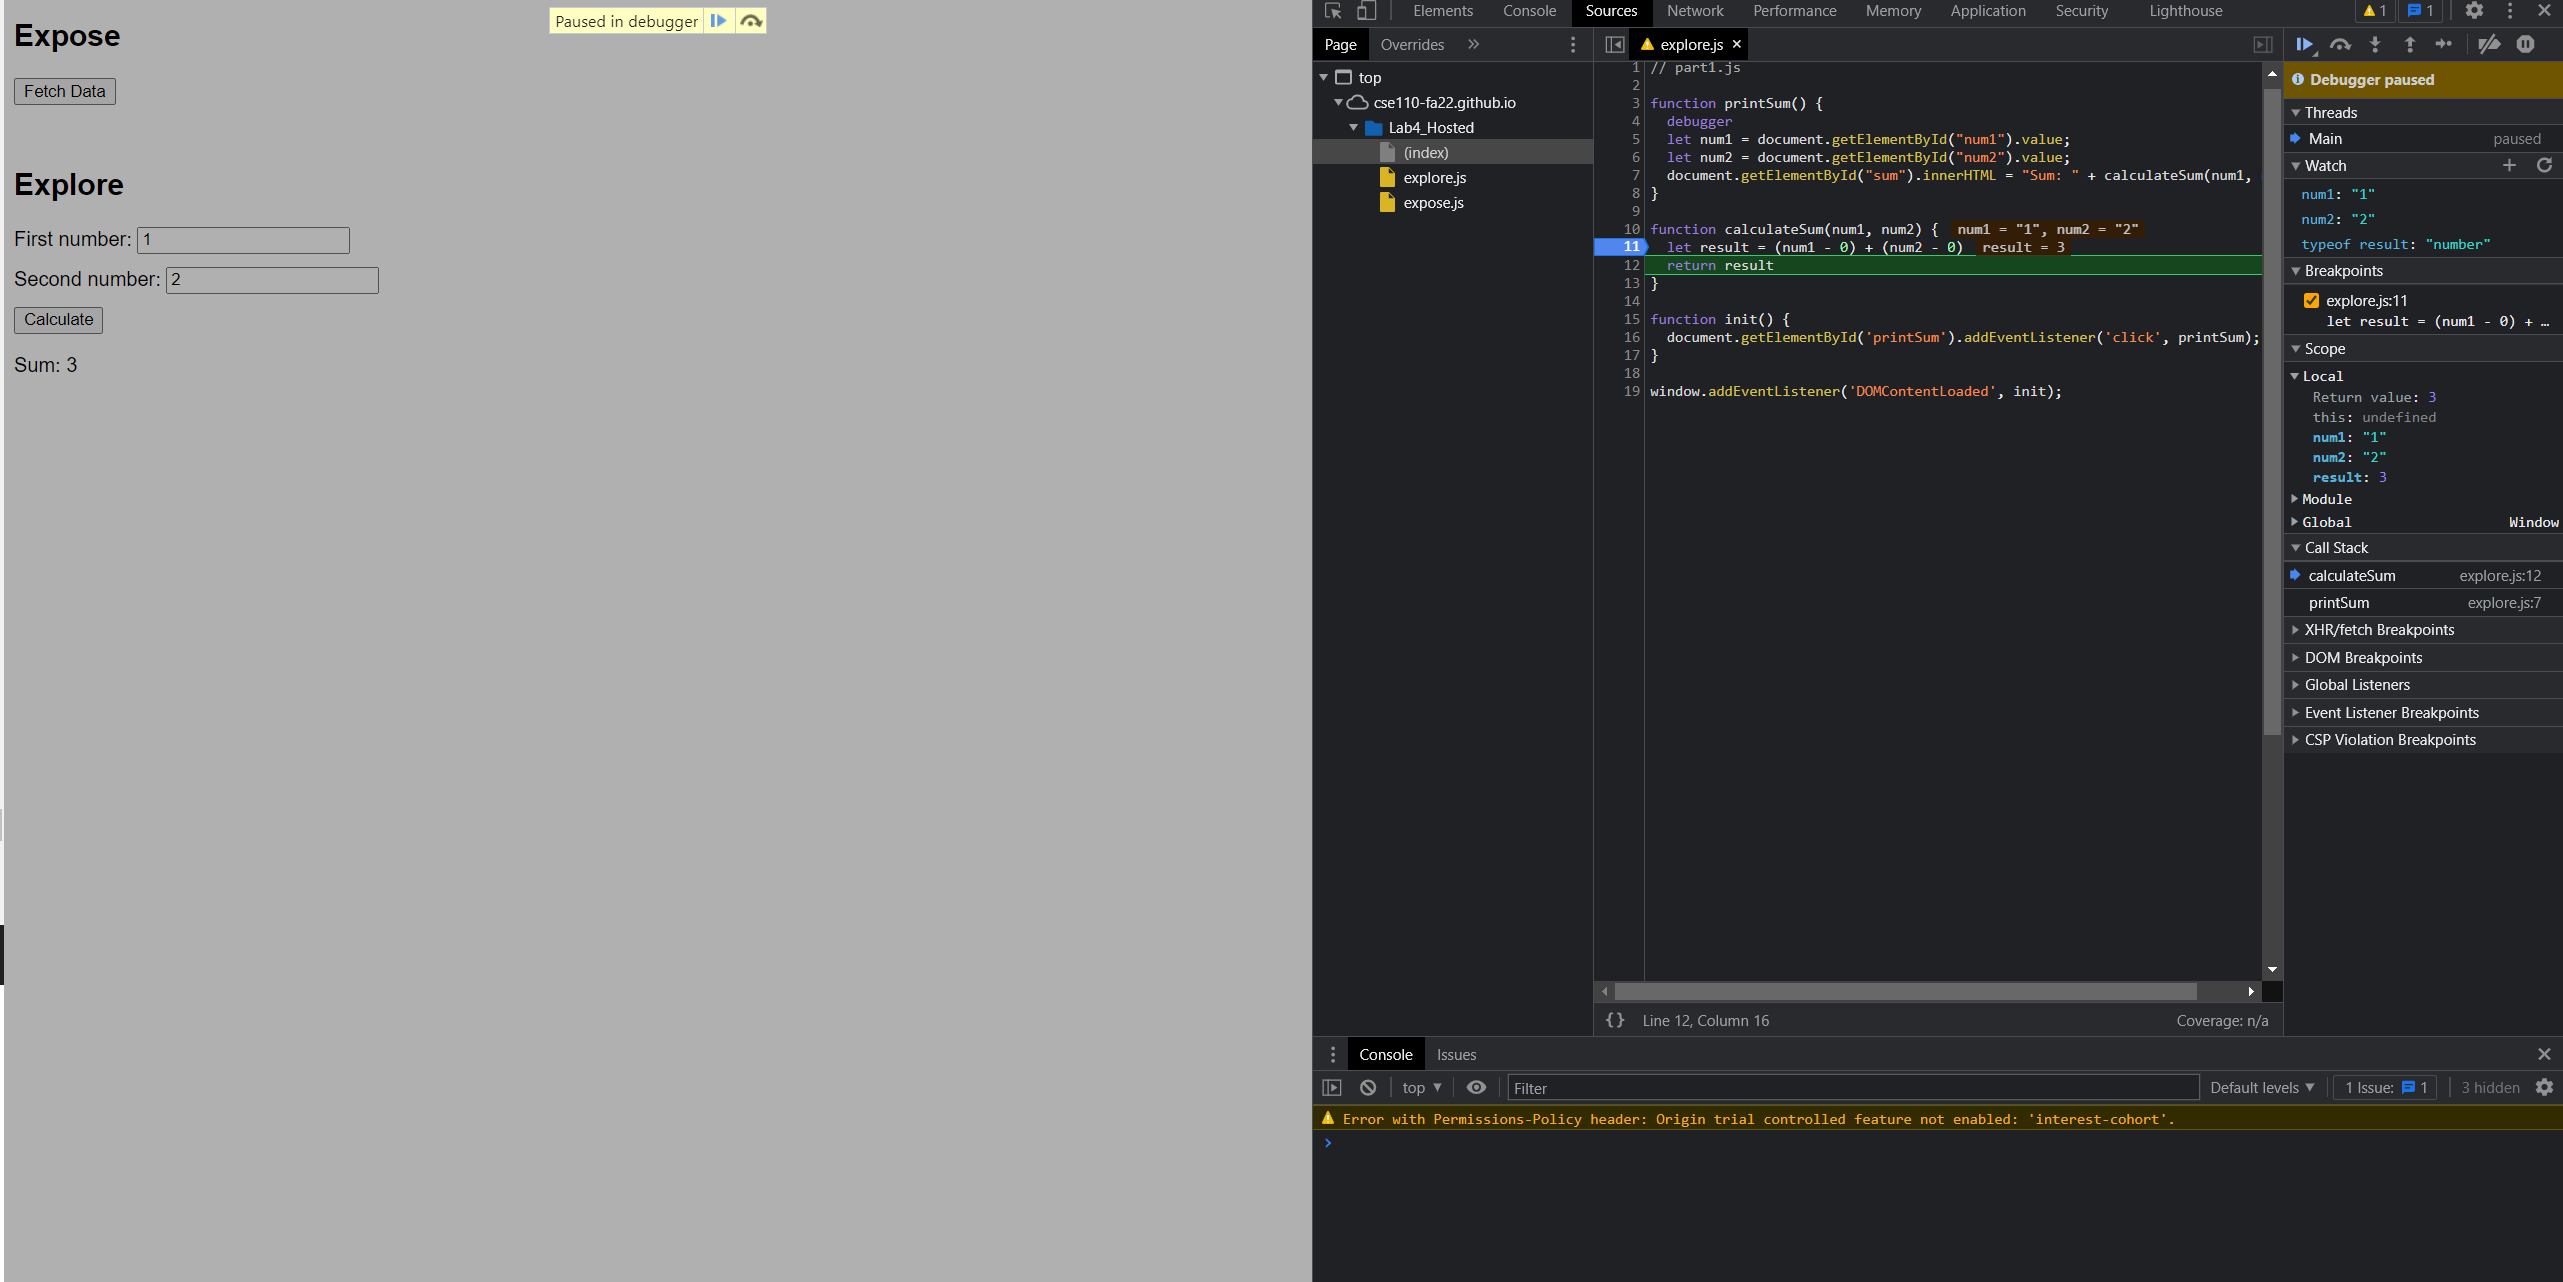 Paused in debugger
Expose
Fetch Data
Explore
First number: 1
Second number: 2
Calculate
Sum: 3
Elements Console Sources Network Performance Memory Application Security Lighthouse 1 1
Page Overrides »
top
cse110-fa22.github.io
Lab4_Hosted
(index)
explore.js
expose.js
explore.js ×
1 // part1.js
2
3 function printSum() {
4 debugger
5 let num1 = document.getElementById("num1").value;
6 let num2 = document.getElementById("num2").value;
7 document.getElementById("sum").innerHTML = "Sum: " + calculateSum(num1,
8 }
9
10 function calculateSum(num1, num2) { num1 = "1", num2 = "2"
11 let result = (num1 - 0) + (num2 - 0) result = 3
12 return result
13 }
14
15 function init() {
16 document.getElementById('printSum').addEventListener('click', printSum);
17 }
18
19 window.addEventListener('DOMContentLoaded', init);
{} Line 12, Column 16 Coverage: n/a
Debugger paused
Threads
Main paused
Watch
num1: "1"
num2: "2"
typeof result: "number"
Breakpoints
explore.js:11
let result = (num1 - 0) + …
Scope
Local
Return value: 3
this: undefined
num1: "1"
num2: "2"
result: 3
Module
Global Window
Call Stack
calculateSum explore.js:12
printSum explore.js:7
XHR/fetch Breakpoints
DOM Breakpoints
Global Listeners
Event Listener Breakpoints
CSP Violation Breakpoints
Console Issues
top Filter Default levels 1 Issue: 1 3 hidden
Error with Permissions-Policy header: Origin trial controlled feature not enabled: 'interest-cohort'.